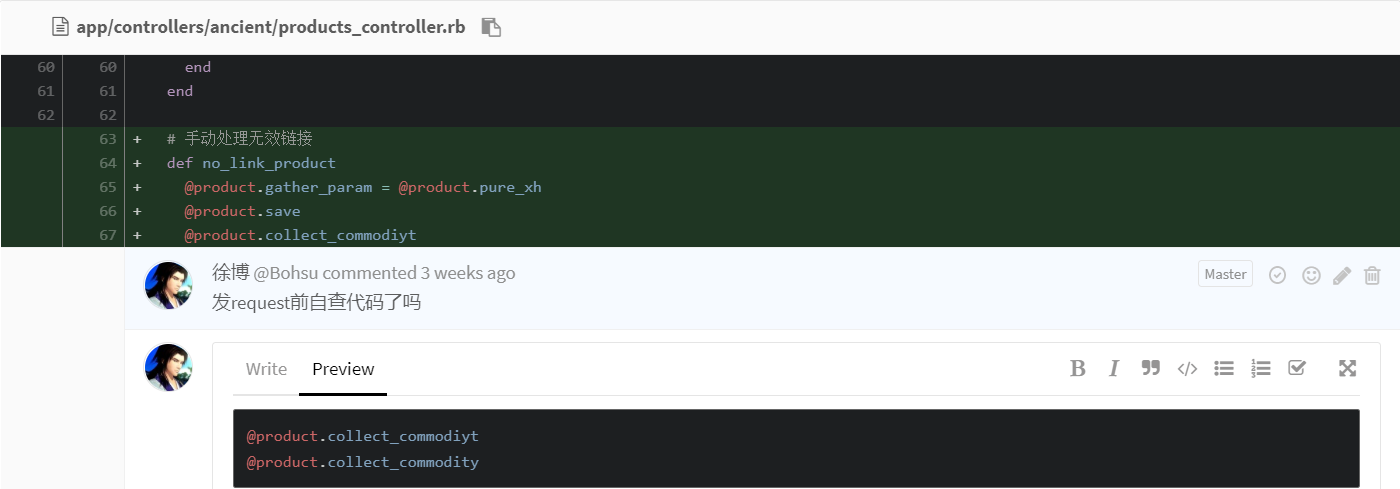 app/controllers/ancient/products_controller.rb
60 60 end
61 61 end
62 62
63 + # 手动处理无效链接
64 + def no_link_product
65 + @product.gather_param = @product.pure_xh
66 + @product.save
67 + @product.collect_commodiyt
徐博 @Bohsu commented 3 weeks ago Master
发request前自查代码了吗
Write Preview B I
@product.collect_commodiyt
@product.collect_commodity